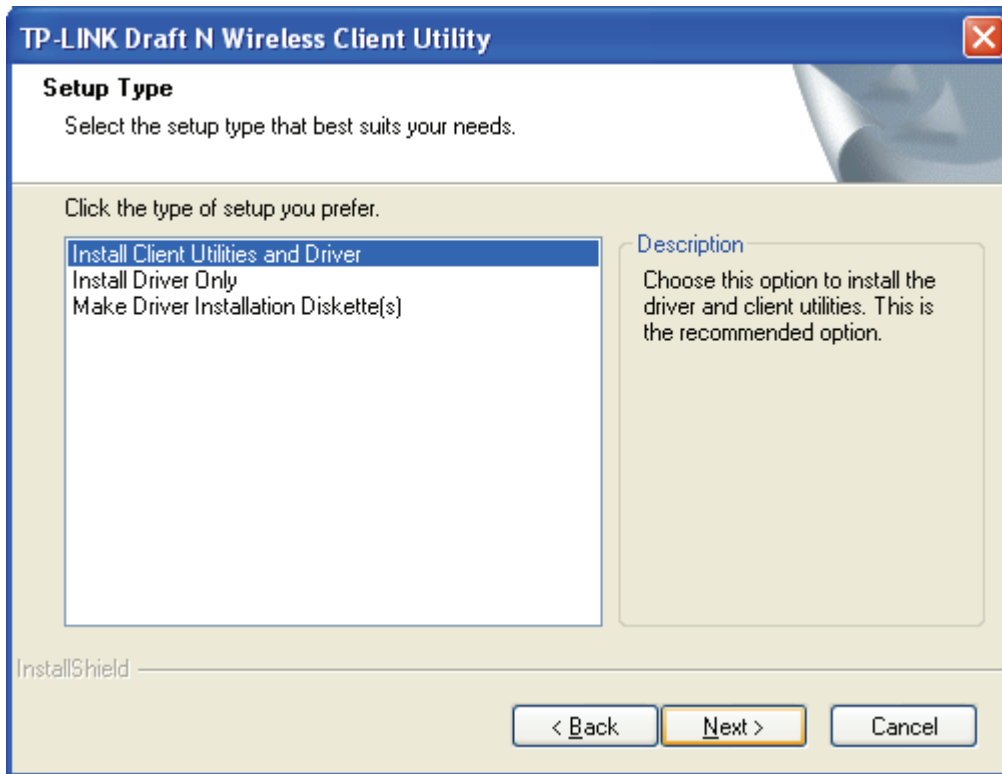 TP-LINK Draft N Wireless Client Utility
Setup Type
Select the setup type that best suits your needs.
Click the type of setup you prefer.
Install Client Utilities and Driver
Install Driver Only
Make Driver Installation Diskette(s)
Description
Choose this option to install the
driver and client utilities. This is
the recommended option.
InstallShield
< Back
Next >
Cancel